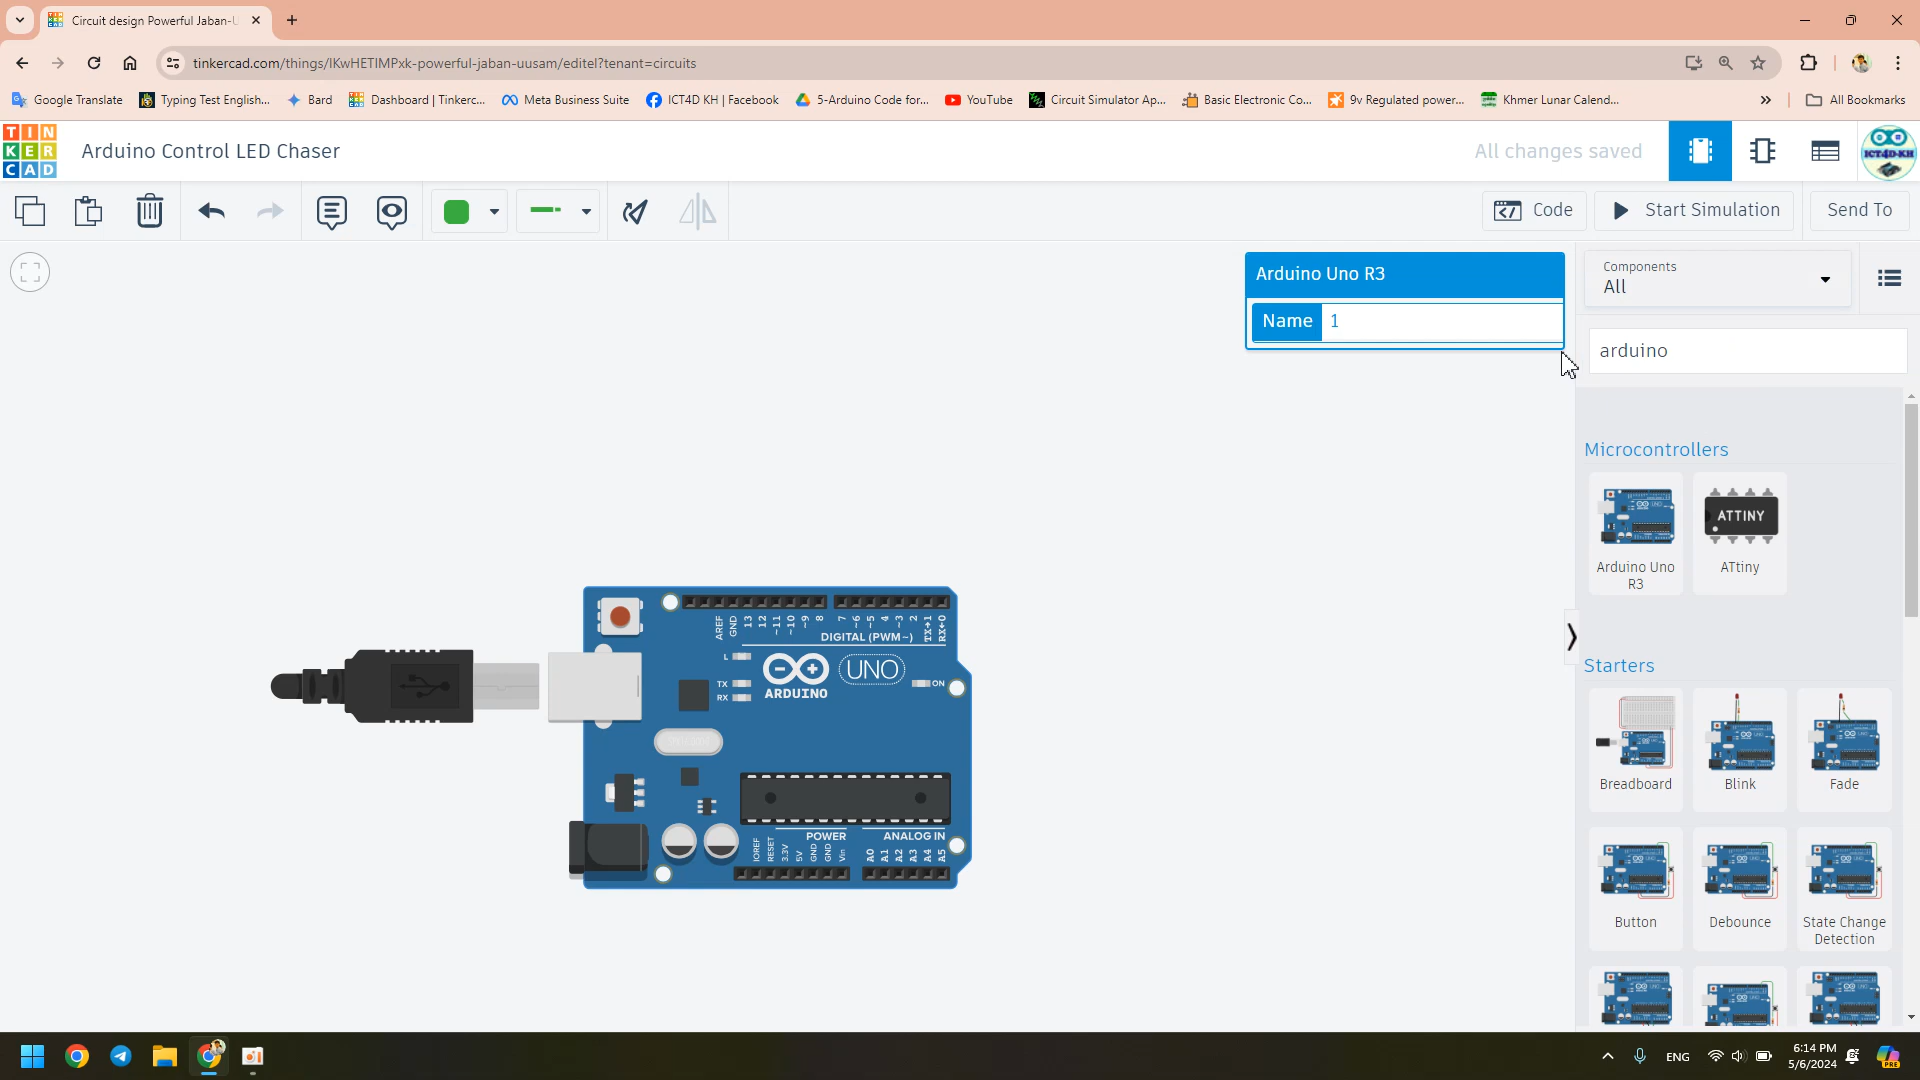 Circuit design Powerful Jaban-U
tinkercad.com/things/lKwHETIMPxk-powerful-jaban-uusam/editel?tenant=circuits
Google Translate
Typing Test English...
Bard
Dashboard | Tinkerc...
Meta Business Suite
ICT4D KH | Facebook
5-Arduino Code for...
YouTube
Circuit Simulator Ap...
Basic Electronic Co...
9v Regulated power...
Khmer Lunar Calend...
»
All Bookmarks
TIN
KER
CAD
Arduino Control LED Chaser
All changes saved
ICT4D-KH
Code
Start Simulation
Send To
Arduino Uno R3
Name 1
Components
All
arduino
Microcontrollers
ATTINY
Arduino Uno
R3
ATtiny
Starters
Breadboard
Blink
Fade
Button
Debounce
State Change
Detection
AREF
GND
13
12
~11
~10
~9
8
7
~6
~5
4
~3
2
TX→1
RX←0
DIGITAL (PWM~)
L
TX
RX
ARDUINO
UNO
ON
POWER
ANALOG IN
IOREF
RESET
3.3V
5V
GND
GND
Vin
A0
A1
A2
A3
A4
A5
ENG
6:14 PM
5/6/2024
PRE